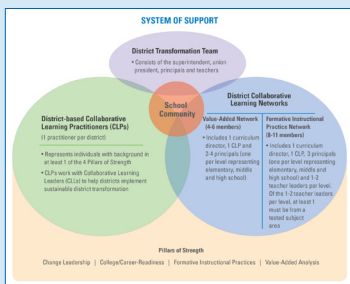 SYSTEM OF SUPPORT
District Transformation Team
• Consists of the superintendent, union
president, principals and teachers
School
Community
District-based Collaborative
Learning Practitioners (CLPs)
(1 practitioner per district)
• Represents individuals with background in
at least 1 of the 4 Pillars of Strength
• CLPs work with Collaborative Learning
Leaders (CLLs) to help districts implement
sustainable district transformation
District Collaborative
Learning Networks
Value-Added Network
(4-6 members)
• Includes 1 curriculum
director, 1 CLP and
2-4 principals (one
per level representing
elementary, middle
and high school)
Formative Instructional
Practice Network
(8-11 members)
• Includes 1 curriculum
director, 1 CLP, 3 principals
(one per level representing
elementary, middle and
high school) and 1-2
teacher leaders per level.
Of the 1-2 teacher leaders
per level, at least 1
must be from a
tested subject
area
Pillars of Strength
Change Leadership | College/Career-Readiness | Formative Instructional Practices | Value-Added Analysis